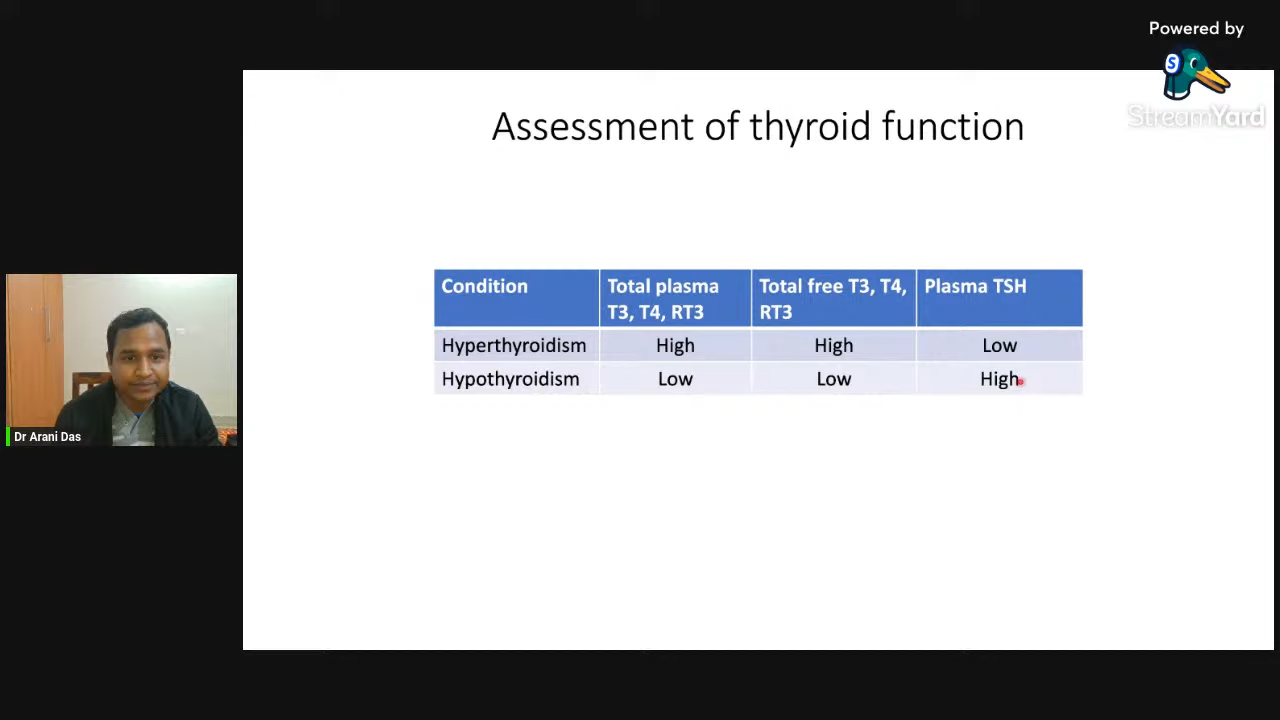 Powered by
S
StreamYard
Assessment of thyroid function
Condition
Total plasma
T3, T4, RT3
Total free T3, T4,
RT3
Plasma TSH
Hyperthyroidism
High
High
Low
Hypothyroidism
Low
Low
High
Dr Arani Das